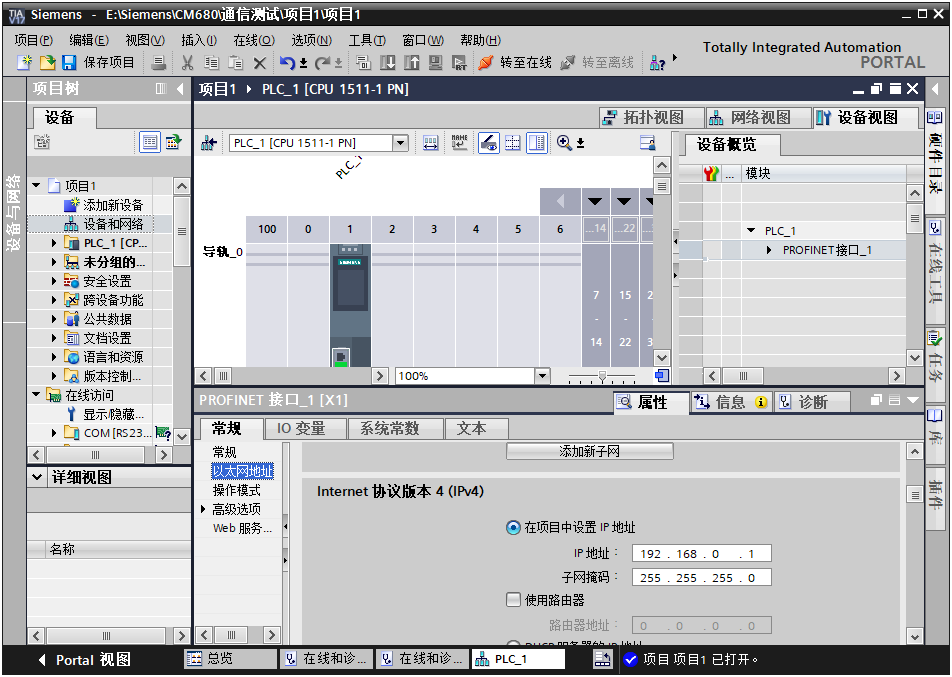 Siemens - E:\Siemens\CM680\通信测试\项目1\项目1
项目(P) 编辑(E) 视图(V) 插入(I) 在线(O) 选项(N) 工具(T) 窗口(W) 帮助(H)
Totally Integrated Automation
PORTAL
保存项目 转至在线 转至离线
项目树
项目1 PLC_1 [CPU 1511-1 PN]
设备
拓扑视图 网络视图 设备视图
PLC_1 [CPU 1511-1 PN]
NAME
设备概览
... 模块
设备与网络
项目1
添加新设备
设备和网络
PLC_1 [CP...
未分组的...
安全设置
跨设备功能
公共数据
文档设置
语言和资源
版本控制...
在线访问
显示/隐藏...
COM [RS23...
PLC_1
100 0 1 2 3 4 5 6 ...14 ...22
导轨_0
SIEMENS
7 15 2
- -
14 22 3
100%
PLC_1
PROFINET接口_1
硬件目录
在线工具
任务
库
插件
PROFINET 接口_1 [X1]
属性 信息 诊断
常规 IO 变量 系统常数 文本
常规
以太网地址
操作模式
高级选项
Web 服务...
添加新子网
Internet 协议版本 4 (IPv4)
在项目中设置 IP 地址
IP 地址： 192 . 168 . 0 . 1
子网掩码： 255 . 255 . 255 . 0
使用路由器
路由器地址： 0 . 0 . 0 . 0
详细视图
名称
Portal 视图 总览 在线和诊... 在线和诊... PLC_1 项目 项目1 已打开。